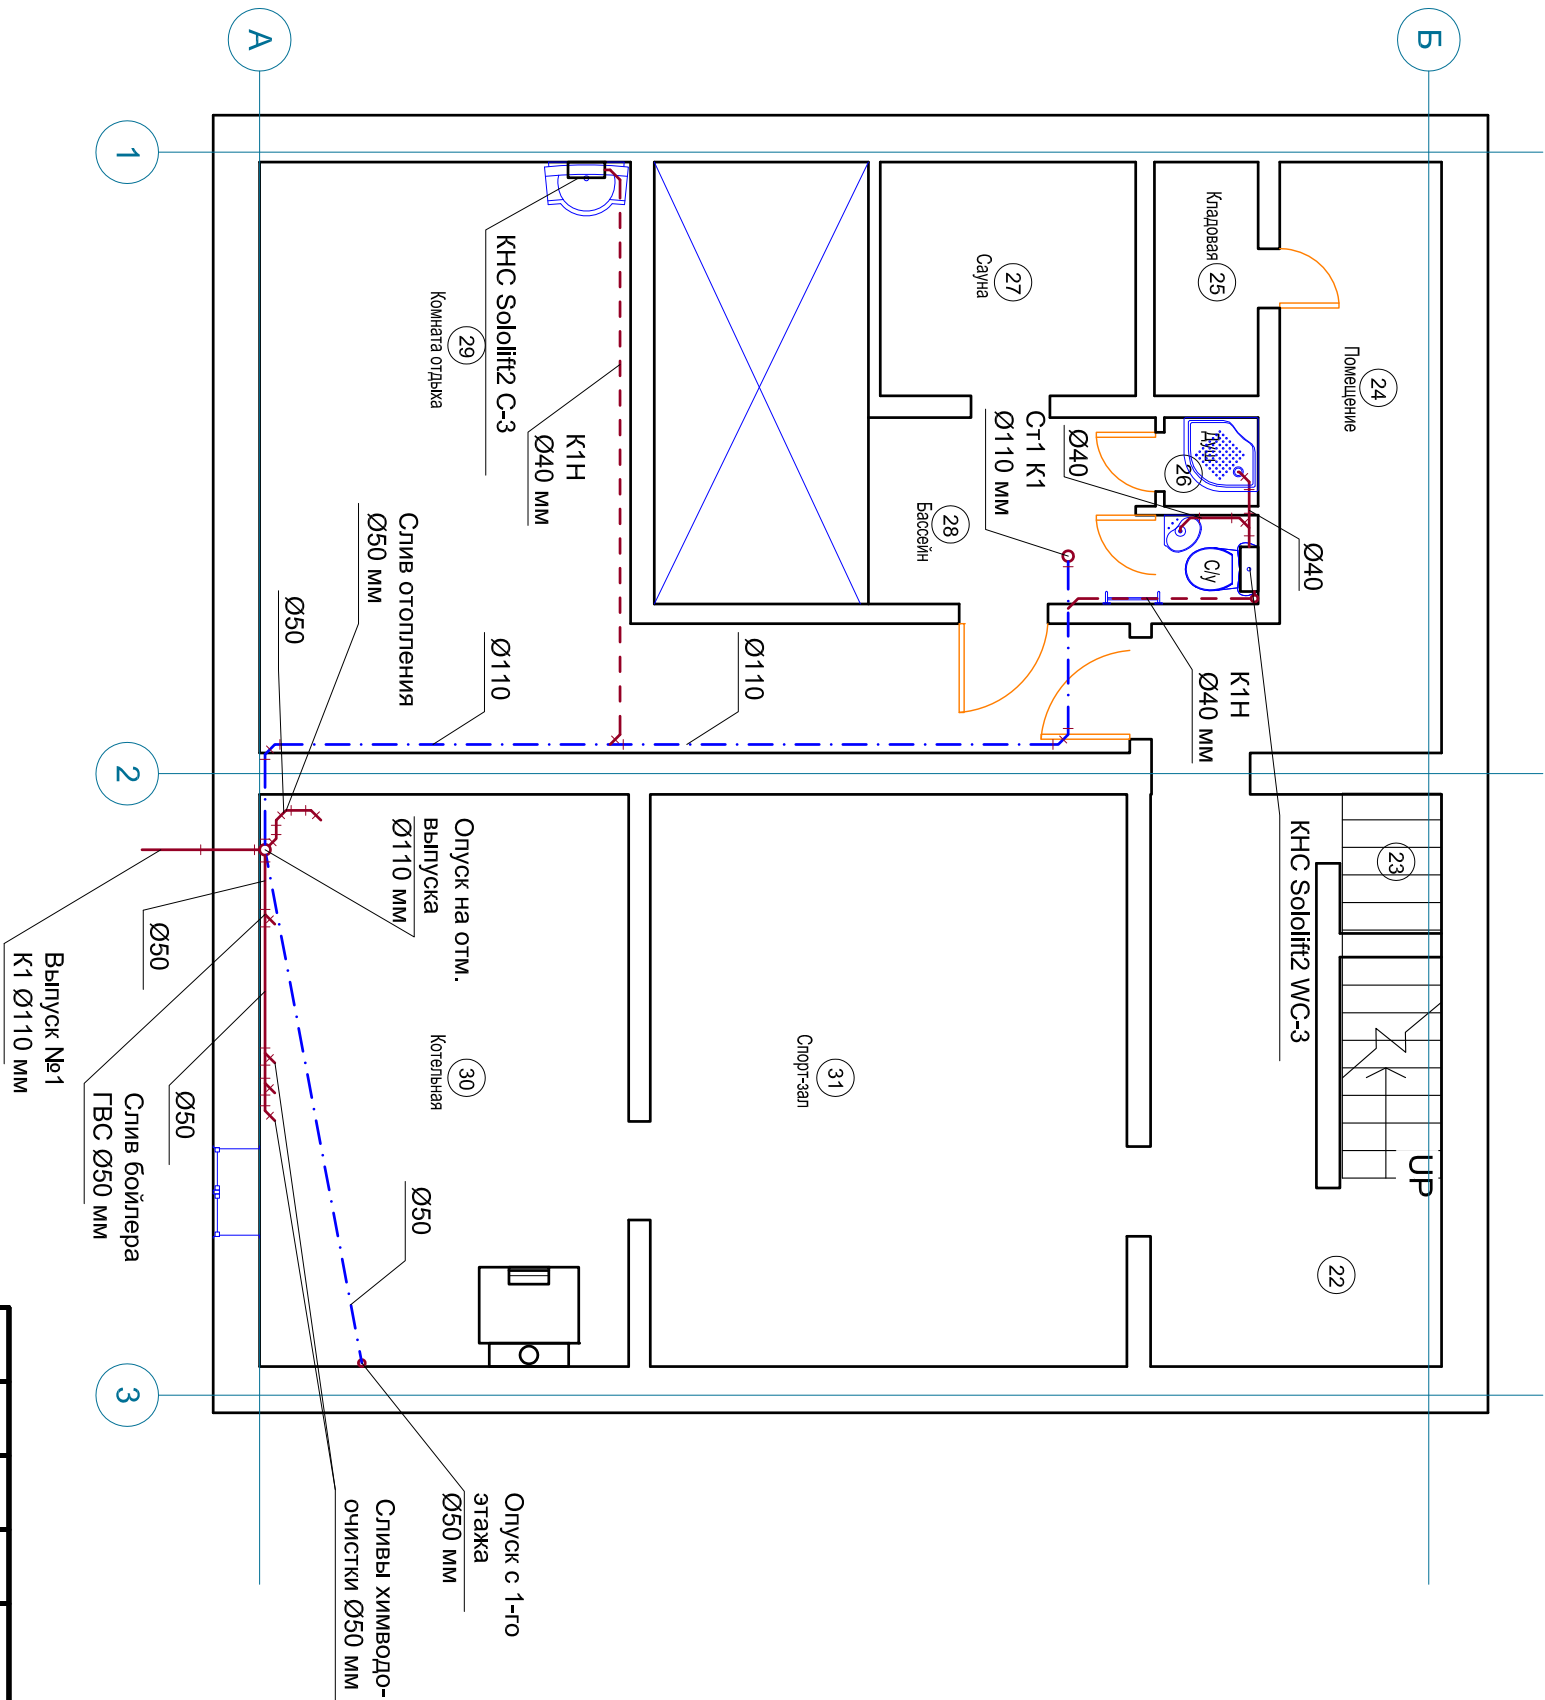 А
Б
1
2
3
Кладовая
25
24
Помещение
27
Сауна
Душ
26
С/у
28
Бассейн
29
Комната отдыха
КНС Sololift2 C-3
К1Н
Ø40 мм
Ст1 К1
Ø110 мм
Ø40
Ø40
К1Н
Ø40 мм
КНС Sololift2 WC-3
Слив отопления
Ø50 мм
Ø50
Ø110
Ø110
Опуск на отм.
выпуска
Ø110 мм
Ø50
Выпуск №1
К1 Ø110 мм
Ø50
Слив бойлера
ГВС Ø50 мм
30
Котельная
31
Спорт-зал
23
UP
22
Ø50
Опуск с 1-го
этажа
Ø50 мм
Сливы химводо-
очистки Ø50 мм